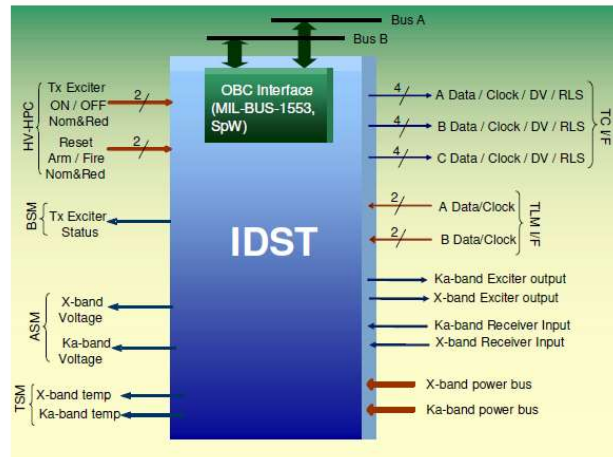 Bus A
Bus B
OBC Interface
(MIL-BUS-1553,
SpW)
IDST
HV-HPC
Tx Exciter
ON / OFF
Nom&Red
2
Reset
Arm / Fire
Nom&Red
2
BSM
Tx Exciter
Status
ASM
X-band
Voltage
Ka-band
Voltage
TSM
X-band temp
Ka-band temp
4
A Data / Clock / DV / RLS
4
B Data / Clock / DV / RLS
4
C Data / Clock / DV / RLS
TC I/F
2
A Data/Clock
2
B Data/Clock
TLM I/F
Ka-band Exciter output
X-band Exciter output
Ka-band Receiver Input
X-band Receiver Input
X-band power bus
Ka-band power bus